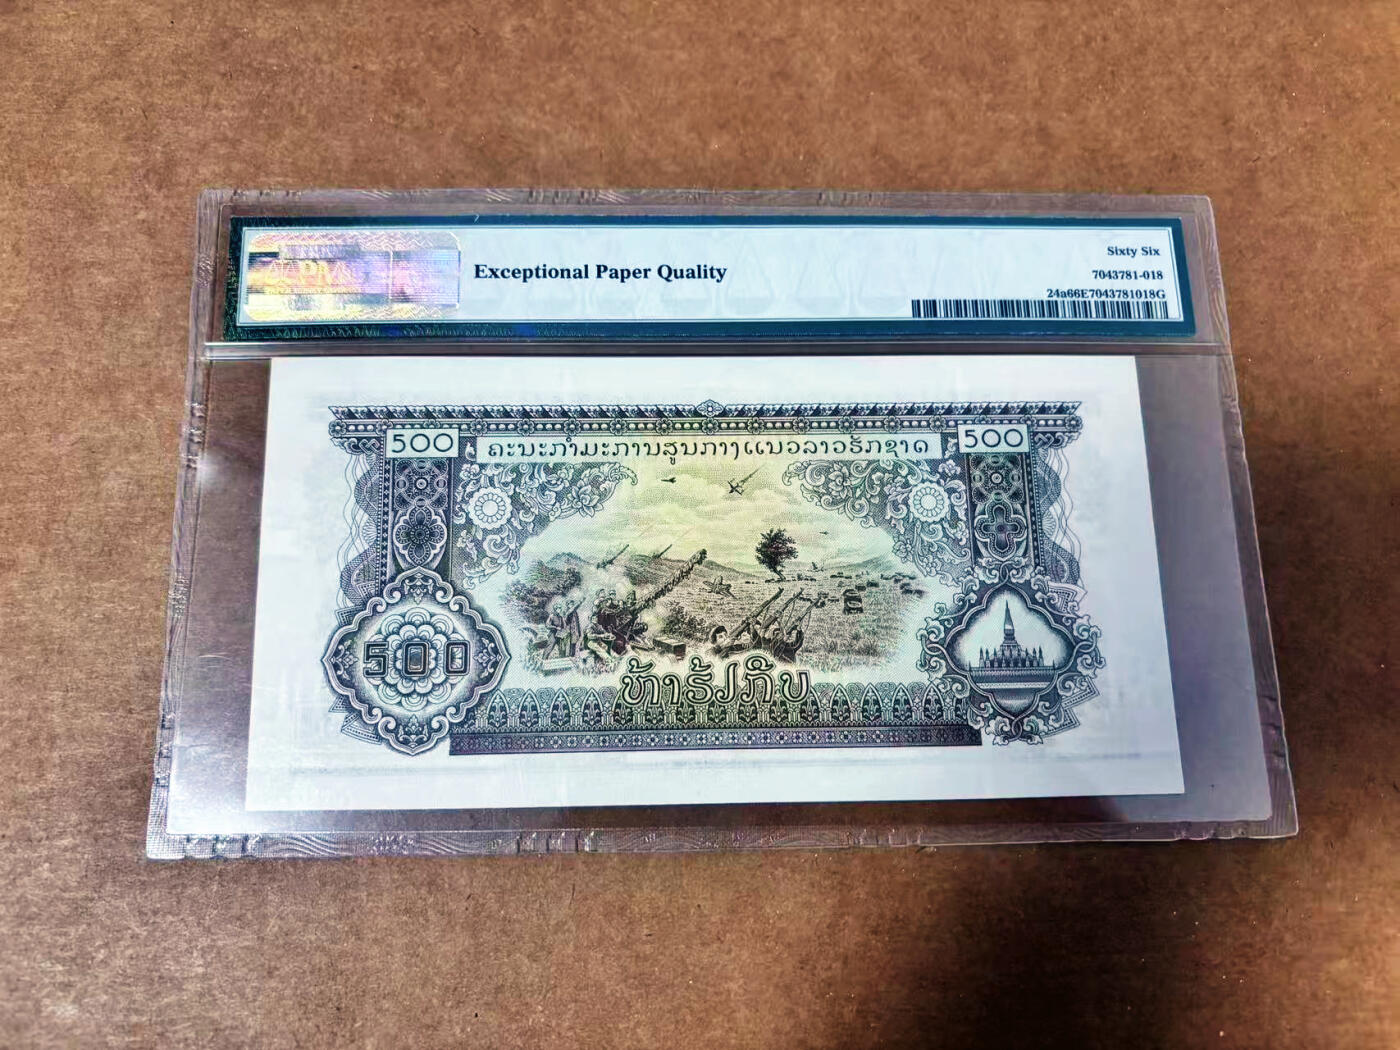 Exceptional Paper Quality
Sixty Six
7043781-018
24a66E7043781018G
500
ຄະນະກຳມະການສູນກາງແນວລາວຮັກຊາດ
500
500
ຫ້າຮ້ຽກີບ